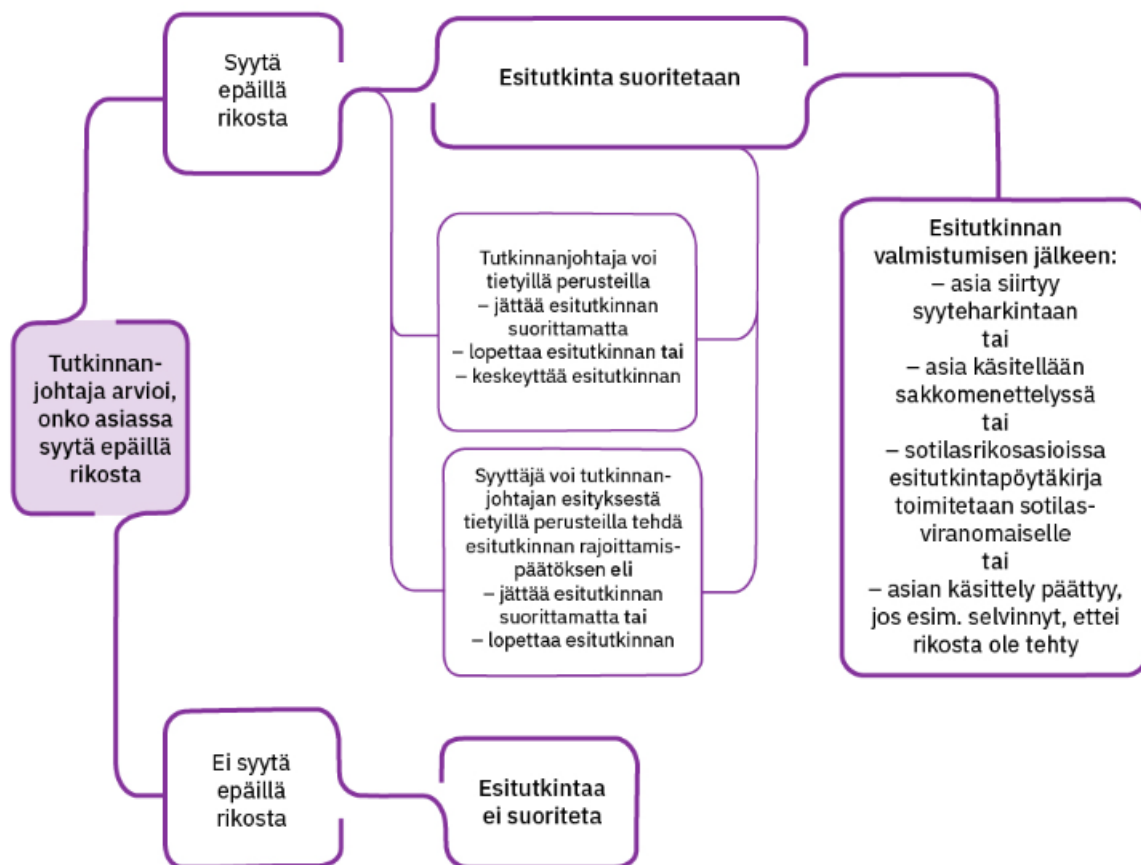 Syytä
epäillä
rikosta
Esitutkinta suoritetaan
Tutkinnanjohtaja voi
tietyillä perusteilla
– jättää esitutkinnan
suorittamatta
– lopettaa esitutkinnan tai
– keskeyttää esitutkinnan
Esitutkinnan
valmistumisen jälkeen:
– asia siirtyy
syyteharkintaan
tai
– asia käsitellään
sakkomenettelyssä
tai
– sotilasrikosasioissa
esitutkintapöytäkirja
toimitetaan sotilas-
viranomaiselle
tai
– asian käsittely päättyy,
jos esim. selvinnyt, ettei
rikosta ole tehty
Tutkinnan-
johtaja arvioi,
onko asiassa
syytä epäillä
rikosta
Syyttäjä voi tutkinnan-
johtajan esityksestä
tietyillä perusteilla tehdä
esitutkinnan rajoittamis-
päätöksen eli
– jättää esitutkinnan
suorittamatta tai
– lopettaa esitutkinnan
Ei syytä
epäillä
rikosta
Esitutkintaa
ei suoriteta